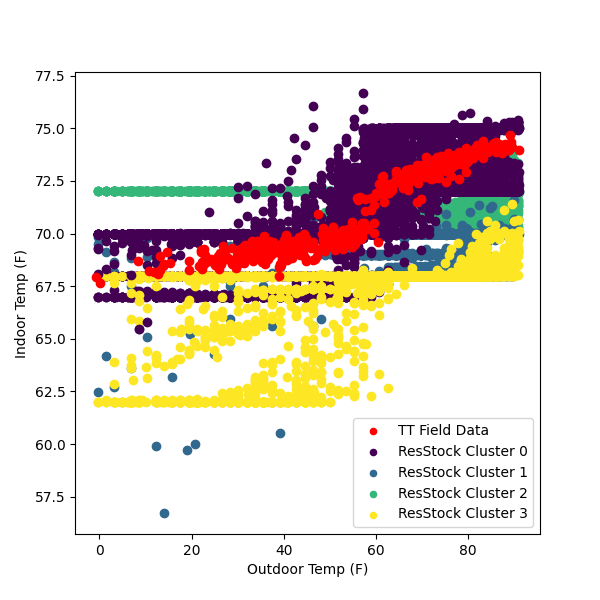 77.5
75.0
72.5
70.0
67.5
65.0
62.5
60.0
57.5
Indoor Temp (F)
TT Field Data
ResStock Cluster 0
ResStock Cluster 1
ResStock Cluster 2
ResStock Cluster 3
0 20 40 60 80
Outdoor Temp (F)